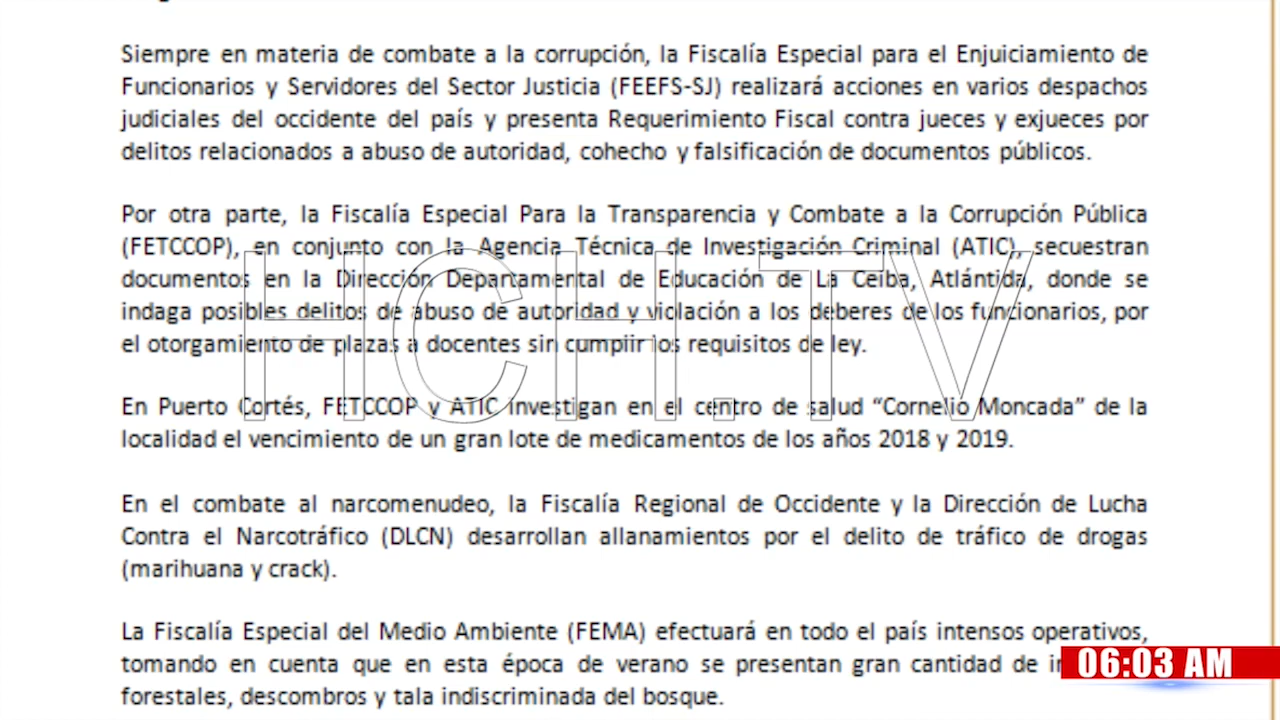 Siempre en materia de combate a la corrupción, la Fiscalía Especial para el Enjuiciamiento de
Funcionarios y Servidores del Sector Justicia (FEEFS-SJ) realizará acciones en varios despachos
judiciales del occidente del país y presenta Requerimiento Fiscal contra jueces y exjueces por
delitos relacionados a abuso de autoridad, cohecho y falsificación de documentos públicos.
Por otra parte, la Fiscalía Especial Para la Transparencia y Combate a la Corrupción Pública
(FETCCOP), en conjunto con la Agencia Técnica de Investigación Criminal (ATIC), secuestran
documentos en la Dirección Departamental de Educación de La Ceiba, Atlántida, donde se
indaga posibles delitos de abuso de autoridad y violación a los deberes de los funcionarios, por
el otorgamiento de plazas a docentes sin cumplir los requisitos de ley.
HCH.TV
En Puerto Cortés, FETCCOP y ATIC investigan en el centro de salud “Cornelio Moncada” de la
localidad el vencimiento de un gran lote de medicamentos de los años 2018 y 2019.
En el combate al narcomenudeo, la Fiscalía Regional de Occidente y la Dirección de Lucha
Contra el Narcotráfico (DLCN) desarrollan allanamientos por el delito de tráfico de drogas
(marihuana y crack).
La Fiscalía Especial del Medio Ambiente (FEMA) efectuará en todo el país intensos operativos,
tomando en cuenta que en esta época de verano se presentan gran cantidad de
forestales, descombros y tala indiscriminada del bosque.
06:03 AM